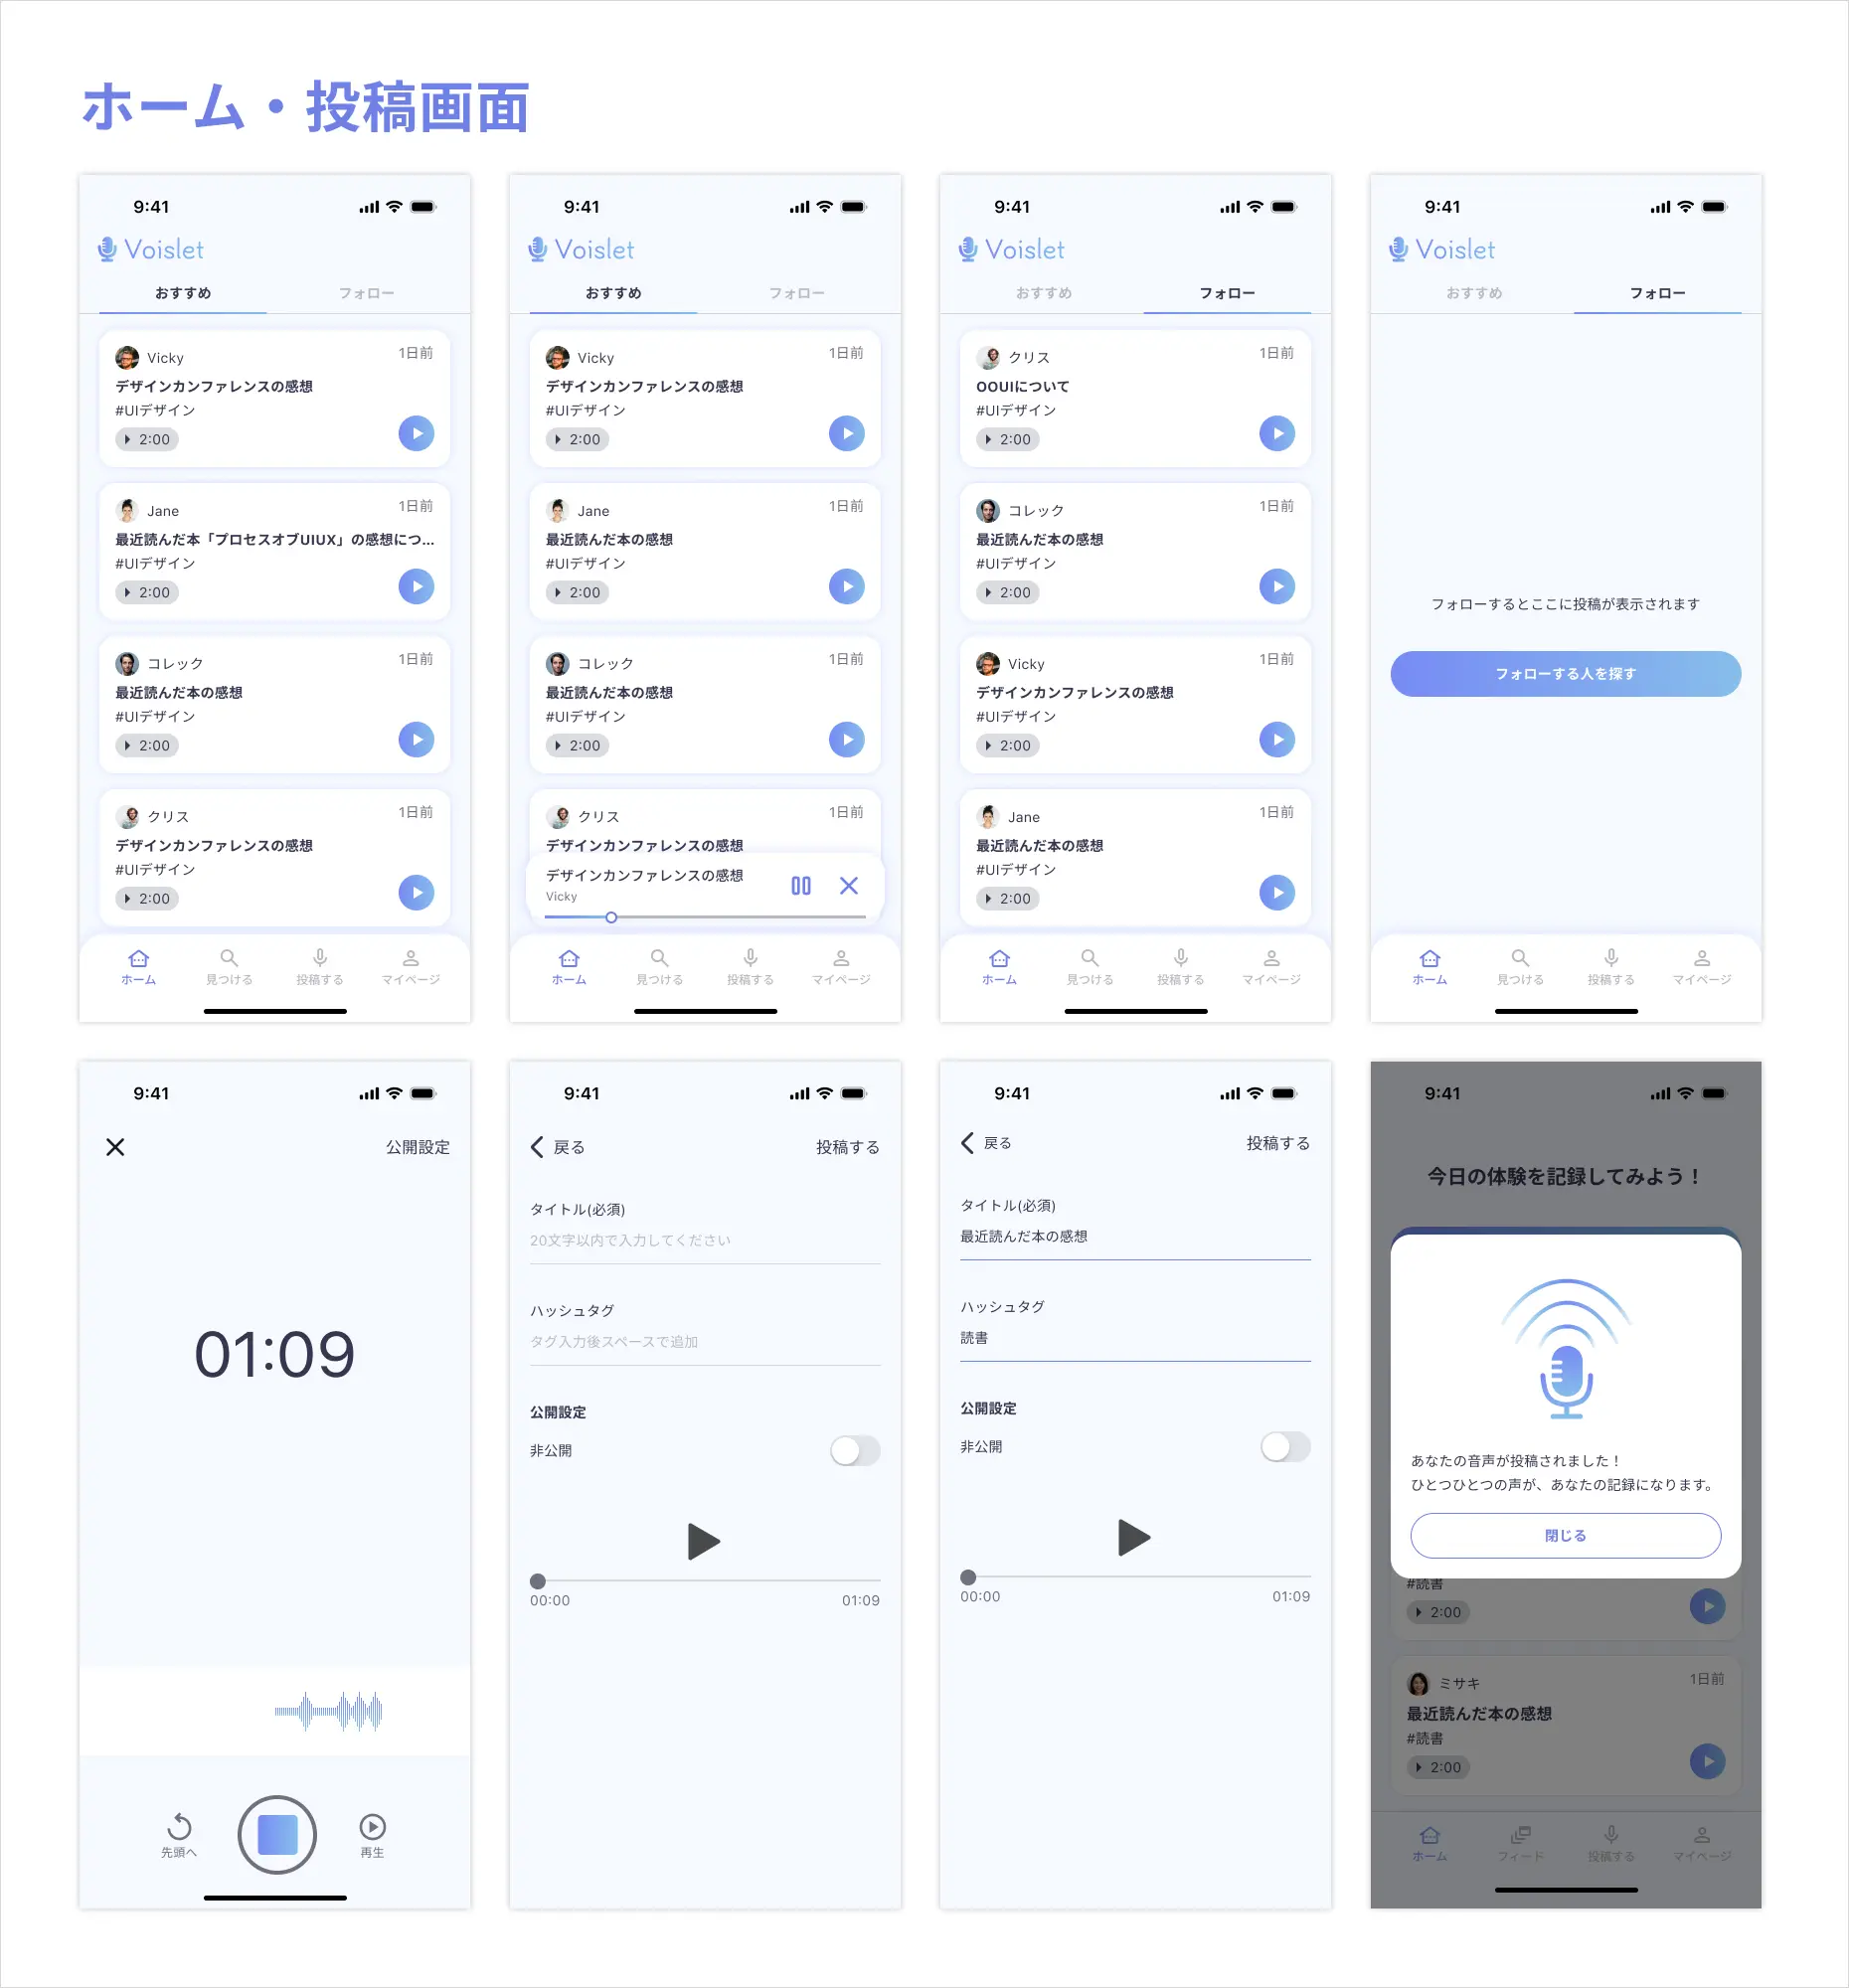 ホーム・投稿画面
9:41
Voislet
おすすめ
フォロー
Vicky
1日前
デザインカンファレンスの感想
#UIデザイン
2:00
Jane
1日前
最近読んだ本「プロセスオブUIUX」の感想につ...
#UIデザイン
2:00
コレック
1日前
最近読んだ本の感想
#UIデザイン
2:00
クリス
1日前
デザインカンファレンスの感想
#UIデザイン
2:00
ホーム
見つける
投稿する
マイページ
9:41
Voislet
おすすめ
フォロー
Vicky
1日前
デザインカンファレンスの感想
#UIデザイン
2:00
Jane
1日前
最近読んだ本の感想
#UIデザイン
2:00
コレック
1日前
最近読んだ本の感想
#UIデザイン
2:00
クリス
1日前
デザインカンファレンスの感想
デザインカンファレンスの感想
Vicky
ホーム
見つける
投稿する
マイページ
9:41
Voislet
おすすめ
フォロー
クリス
1日前
OOUIについて
#UIデザイン
2:00
コレック
1日前
最近読んだ本の感想
#UIデザイン
2:00
Vicky
1日前
デザインカンファレンスの感想
#UIデザイン
2:00
Jane
1日前
最近読んだ本の感想
#UIデザイン
2:00
ホーム
見つける
投稿する
マイページ
9:41
Voislet
おすすめ
フォロー
フォローするとここに投稿が表示されます
フォローする人を探す
ホーム
見つける
投稿する
マイページ
9:41
公開設定
01:09
先頭へ
再生
9:41
戻る
投稿する
タイトル(必須)
20文字以内で入力してください
ハッシュタグ
タグ入力後スペースで追加
公開設定
非公開
00:00
01:09
9:41
戻る
投稿する
タイトル(必須)
最近読んだ本の感想
ハッシュタグ
読書
公開設定
非公開
00:00
01:09
9:41
今日の体験を記録してみよう！
あなたの音声が投稿されました！
ひとつひとつの声が、あなたの記録になります。
閉じる
#読書
2:00
ミサキ
1日前
最近読んだ本の感想
#読書
2:00
ホーム
フィード
投稿する
マイページ